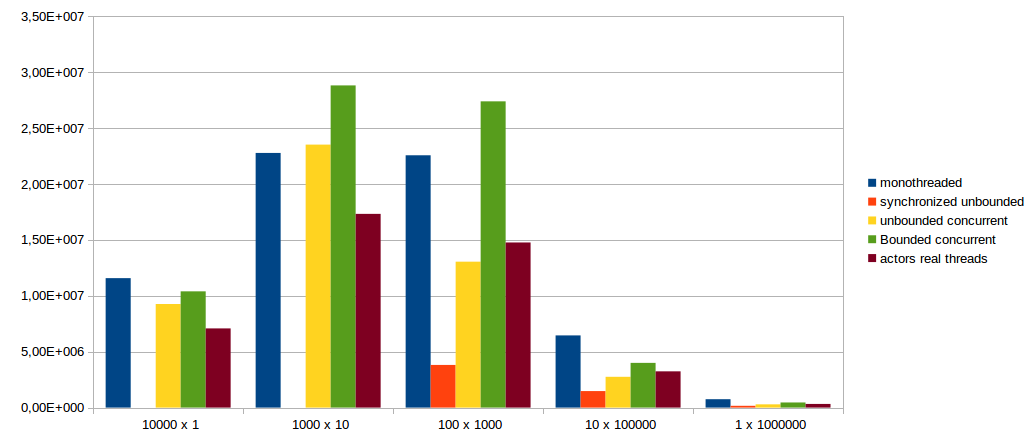 3,50E+007
3,00E+007
2,50E+007
2,00E+007
1,50E+007
1,00E+007
5,00E+006
0,00E+000
10000 x 1
1000 x 10
100 x 1000
10 x 100000
1 x 1000000
monothreaded
synchronized unbounded
unbounded concurrent
Bounded concurrent
actors real threads